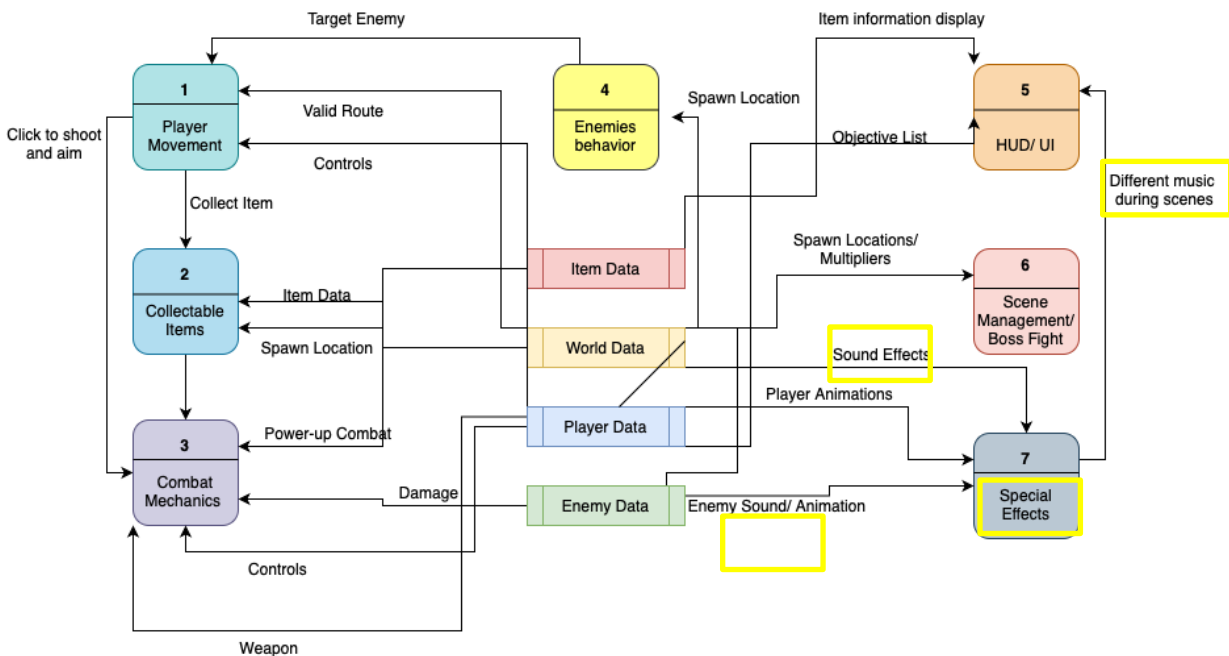 Target Enemy
Item information display
1
Player
Movement
4
Enemies
behavior
5
HUD/ UI
Spawn Location
Valid Route
Click to shoot
and aim
Objective List
Controls
Different music
during scenes
Collect Item
2
Collectable
Items
Item Data
Item Data
Spawn Locations/
Multipliers
6
Scene
Management/
Boss Fight
Spawn Location
World Data
Sound Effects
Player Animations
3
Combat
Mechanics
Power-up Combat
Player Data
7
Special
Effects
Damage
Enemy Data
Enemy Sound/ Animation
Controls
Weapon